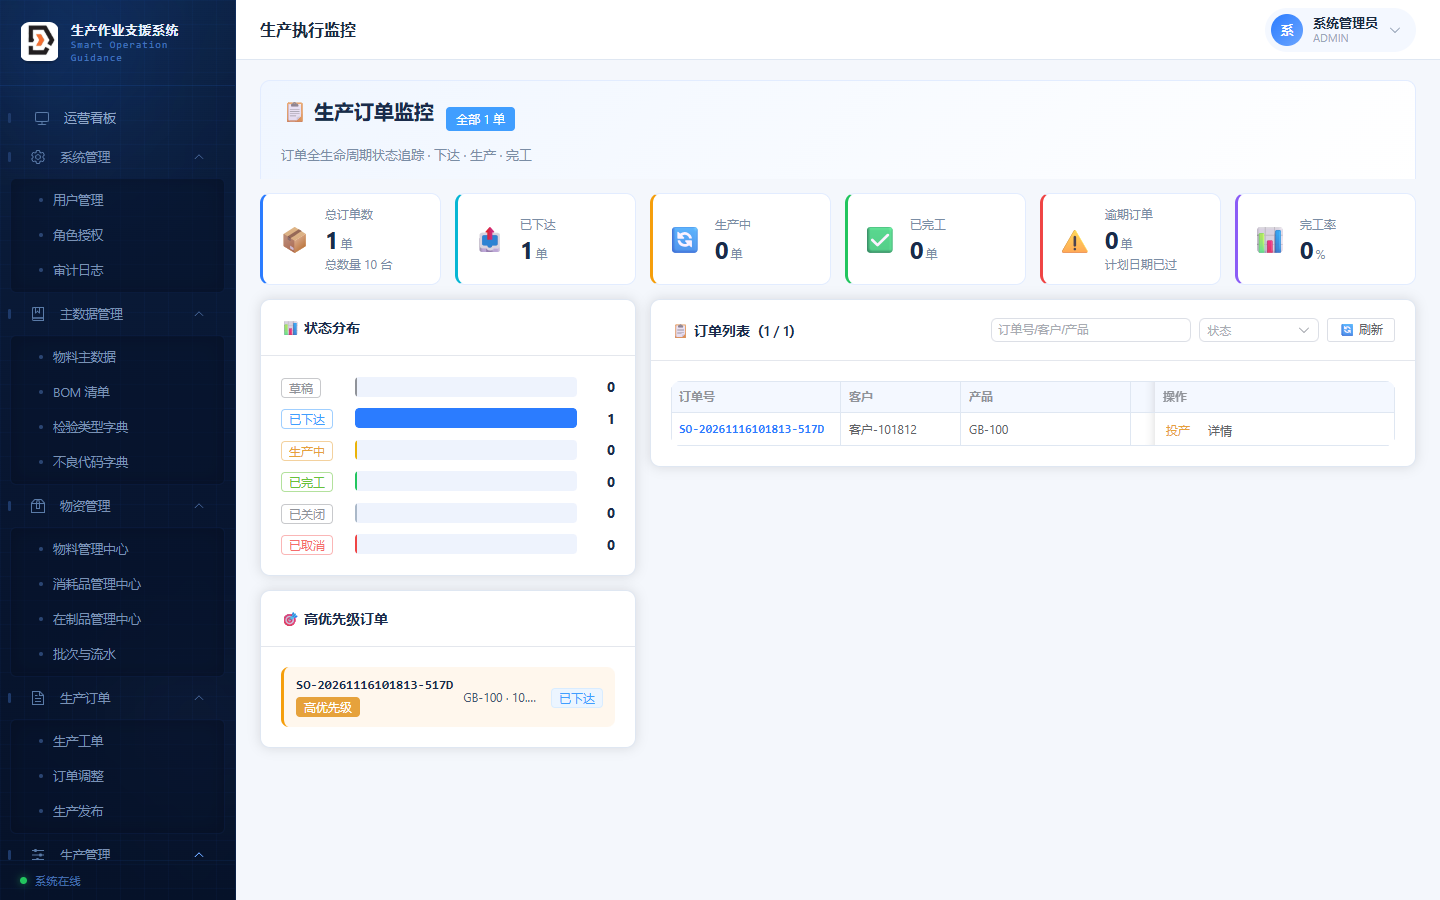 生产作业支援系统
Smart Operation
Guidance
运营看板
系统管理
用户管理
角色授权
审计日志
主数据管理
物料主数据
BOM 清单
检验类型字典
不良代码字典
物资管理
物料管理中心
消耗品管理中心
在制品管理中心
批次与流水
生产订单
生产工单
订单调整
生产发布
生产管理
系统在线
生产执行监控
系
系统管理员
ADMIN
生产订单监控
全部 1 单
订单全生命周期状态追踪 · 下达 · 生产 · 完工
总订单数
1 单
总数量 10 台
已下达
1 单
生产中
0 单
已完工
0 单
逾期订单
0 单
计划日期已过
完工率
0 %
状态分布
草稿 0
已下达 1
生产中 0
已完工 0
已关闭 0
已取消 0
高优先级订单
SO-20261116101813-517D
高优先级
GB-100 · 10....
已下达
订单列表（1 / 1）
订单号/客户/产品
状态
刷新
订单号 客户 产品 操作
SO-20261116101813-517D 客户-101812 GB-100 投产 详情